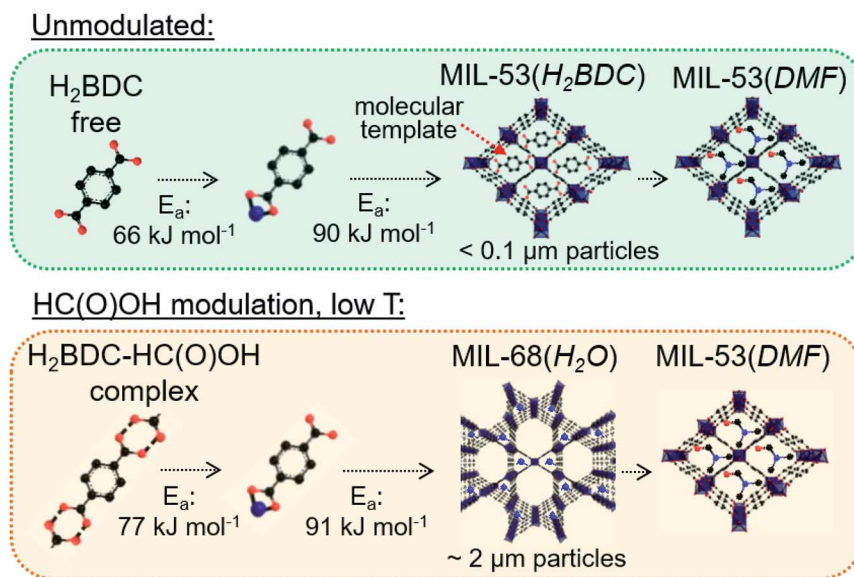 Unmodulated:
H₂BDC
free
Eₐ:
66 kJ mol⁻¹
Eₐ:
90 kJ mol⁻¹
molecular
template
MIL-53(H₂BDC)
< 0.1 µm particles
MIL-53(DMF)
HC(O)OH modulation, low T:
H₂BDC-HC(O)OH
complex
Eₐ:
77 kJ mol⁻¹
Eₐ:
91 kJ mol⁻¹
MIL-68(H₂O)
~ 2 µm particles
MIL-53(DMF)